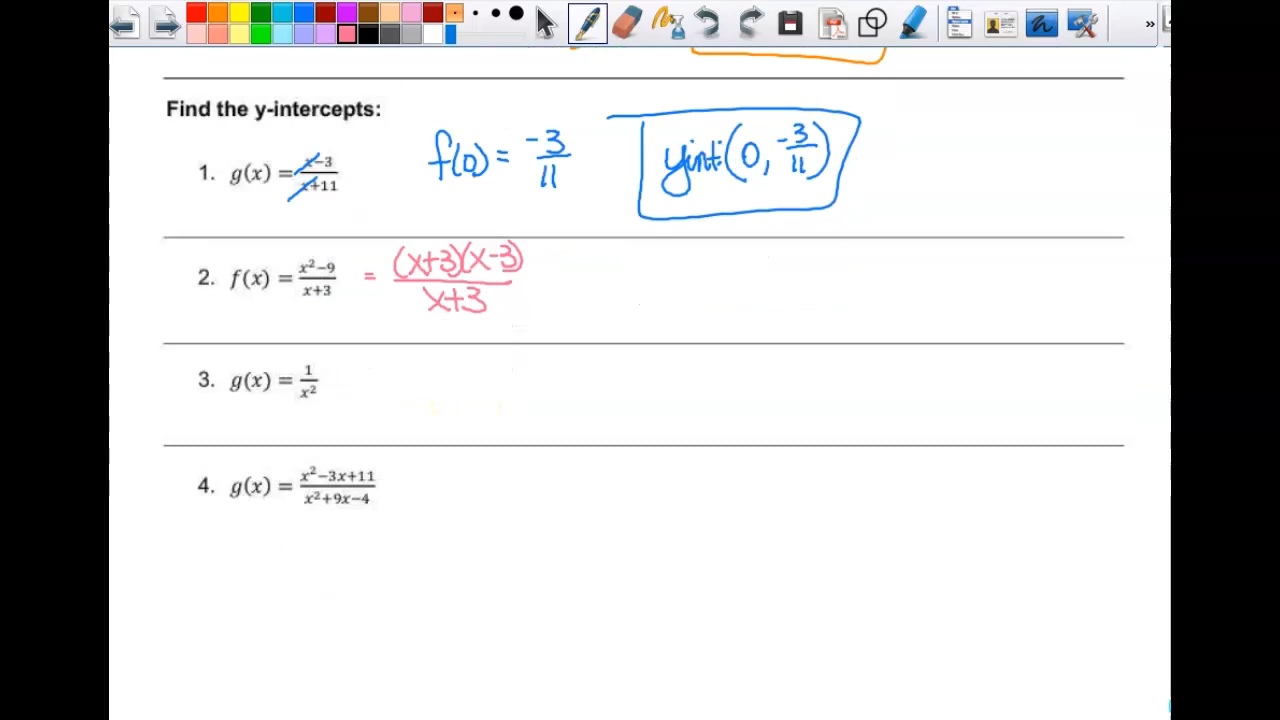 Find the y-intercepts:
1. g(x) = x−3/x+11 f(0) = -3/11 yint: (0, -3/11)
2. f(x) = x²−9/x+3 = (x+3)(x-3)/x+3
3. g(x) = 1/x²
4. g(x) = x²−3x+11/x²+9x−4